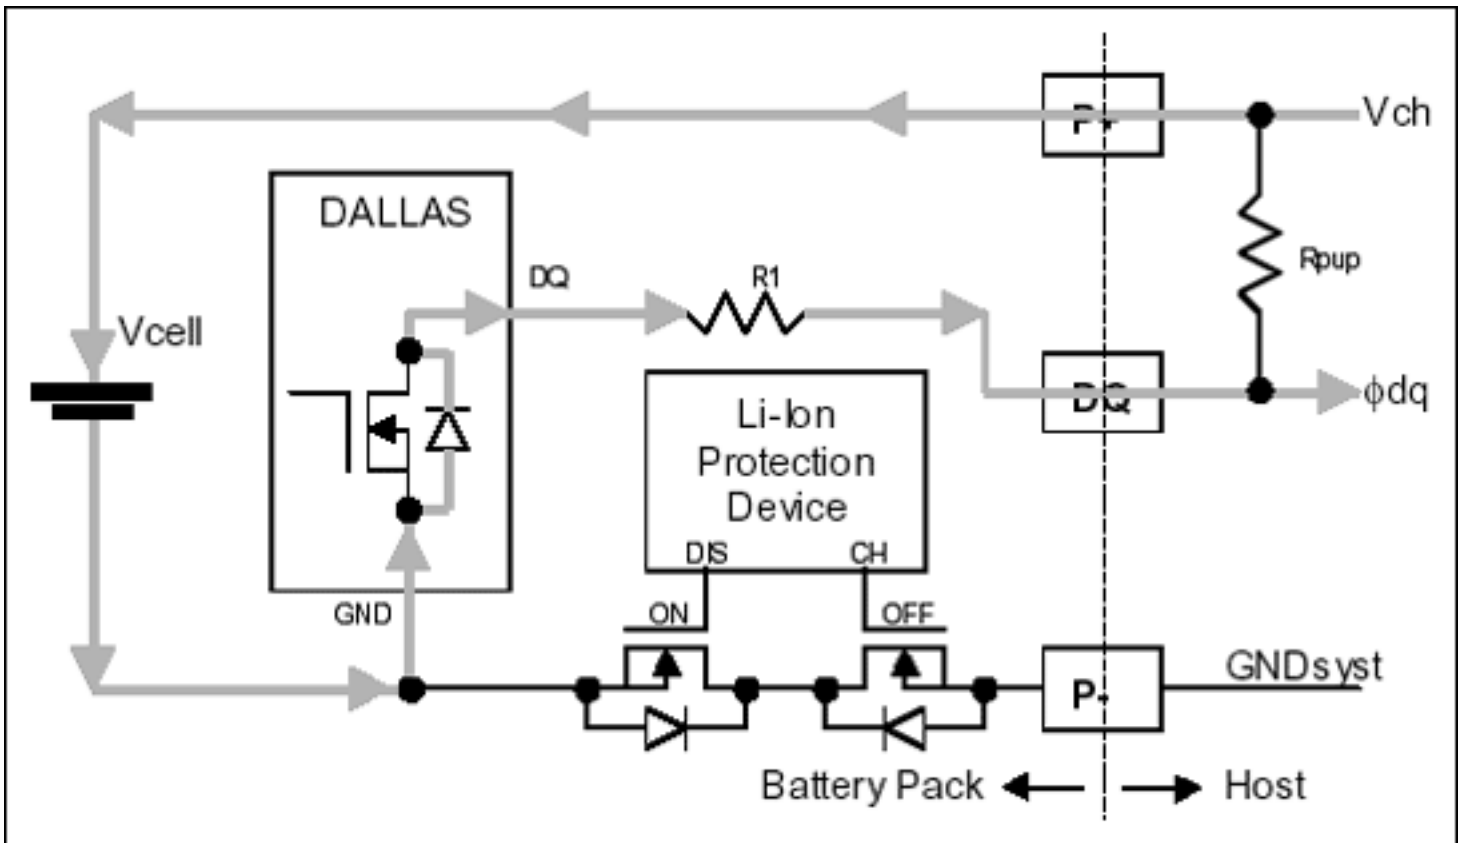 P+
Vch
DALLAS
DQ
R1
Rpup
Vcell
DQ
ϕdq
Li-Ion
Protection
Device
DIS
CH
GND
ON
OFF
P-
GNDsyst
Battery Pack
Host